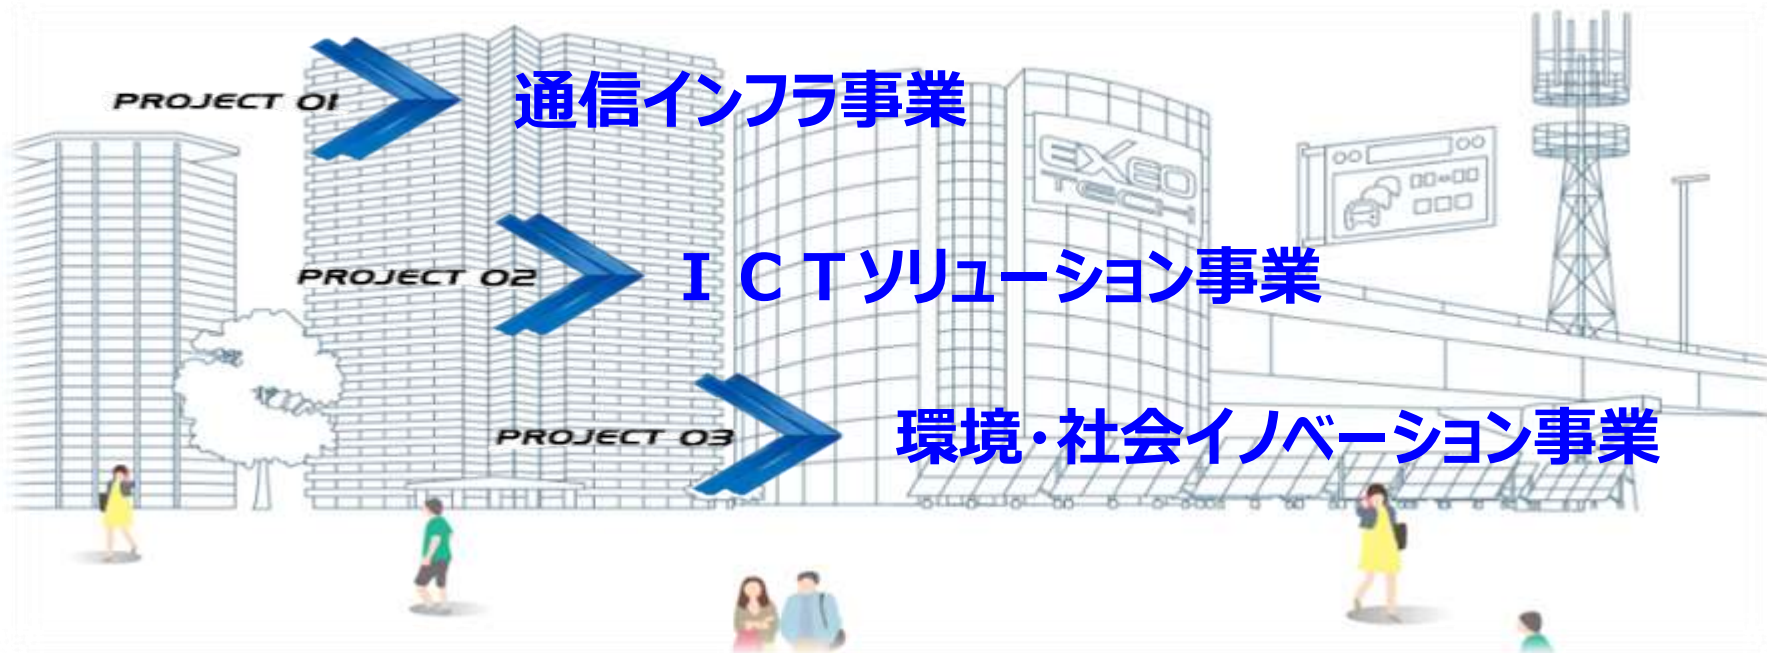 PROJECT 01
通信インフラ事業
EXEO
TECH
PROJECT 02
ＩＣＴソリューション事業
PROJECT 03
環境・社会イノベーション事業